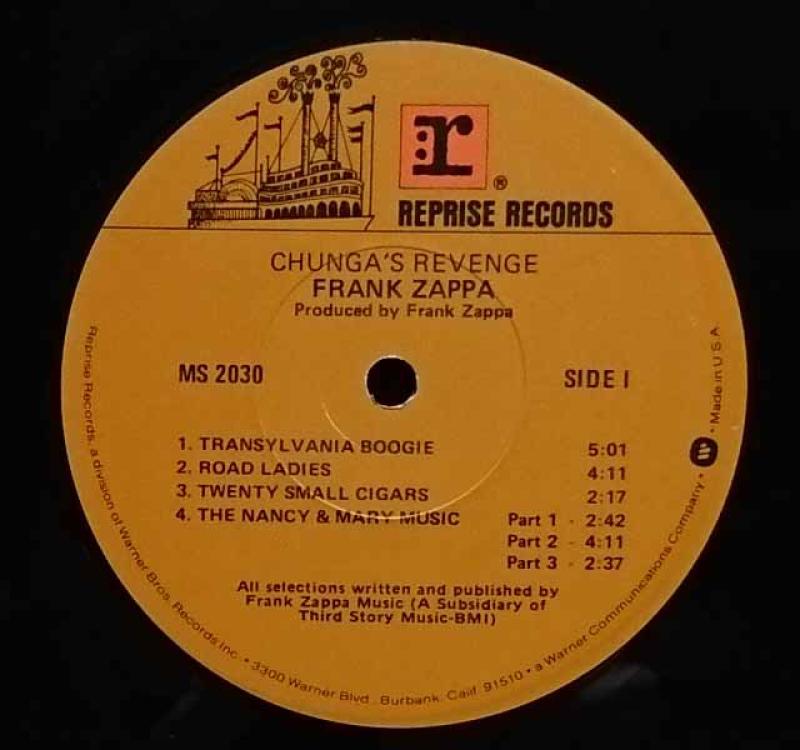 r
®
REPRISE RECORDS
CHUNGA'S REVENGE
FRANK ZAPPA
Produced by Frank Zappa
MS 2030
SIDE I
1. TRANSYLVANIA BOOGIE 5:01
2. ROAD LADIES 4:11
3. TWENTY SMALL CIGARS 2:17
4. THE NANCY & MARY MUSIC Part 1 - 2:42
Part 2 - 4:11
Part 3 - 2:37
All selections written and published by
Frank Zappa Music (A Subsidiary of
Third Story Music-BMI)
Reprise Records, a division of Warner Bros. Records Inc. • 3300 Warner Blvd., Burbank, Calif. 91510 • a Warner Communications Company • • Made in U.S.A.